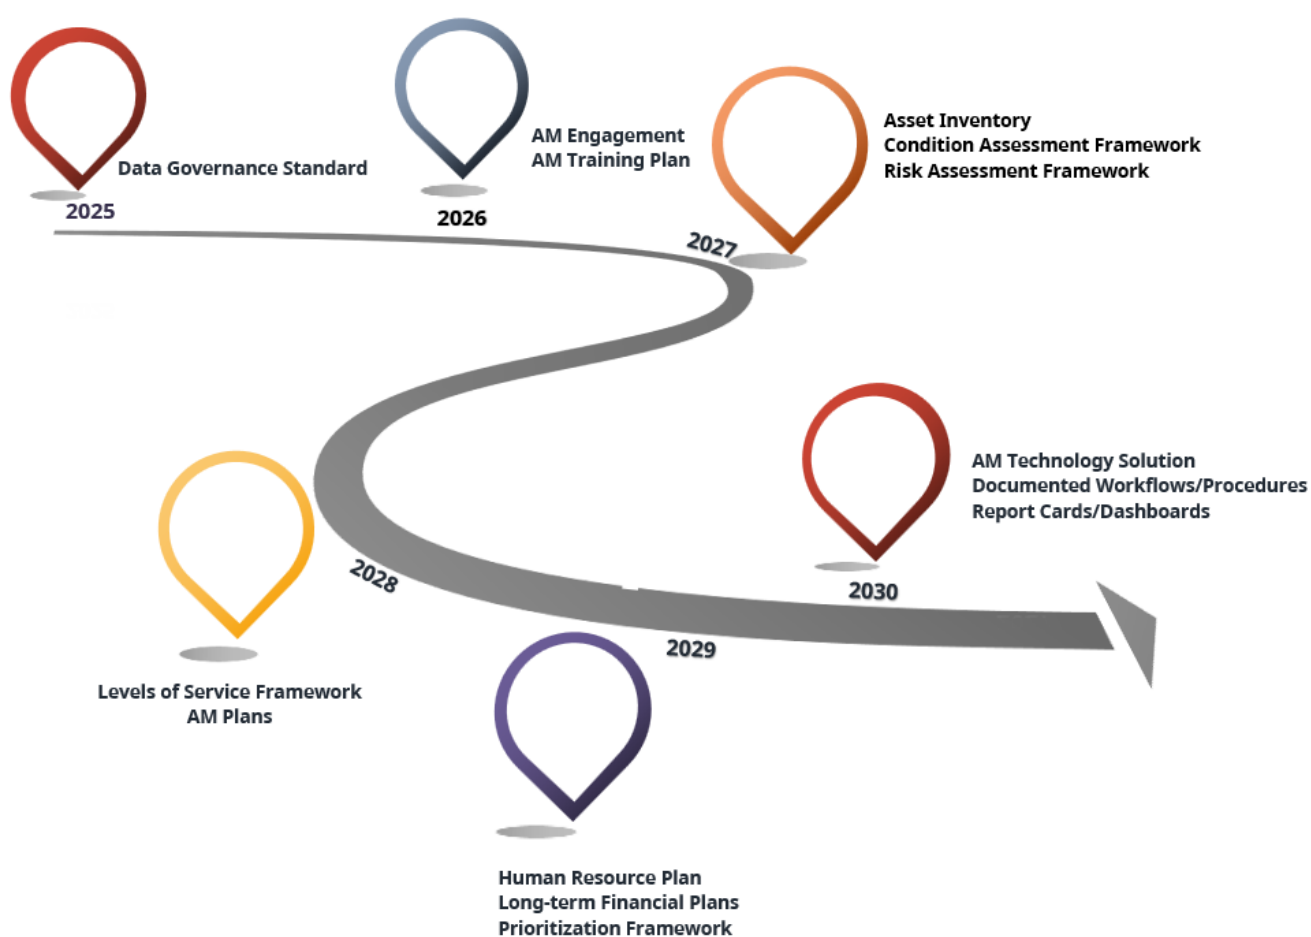 Data Governance Standard
2025
AM Engagement
AM Training Plan
2026
Asset Inventory
Condition Assessment Framework
Risk Assessment Framework
2027
Levels of Service Framework
AM Plans
2028
Human Resource Plan
Long-term Financial Plans
Prioritization Framework
2029
AM Technology Solution
Documented Workflows/Procedures
Report Cards/Dashboards
2030